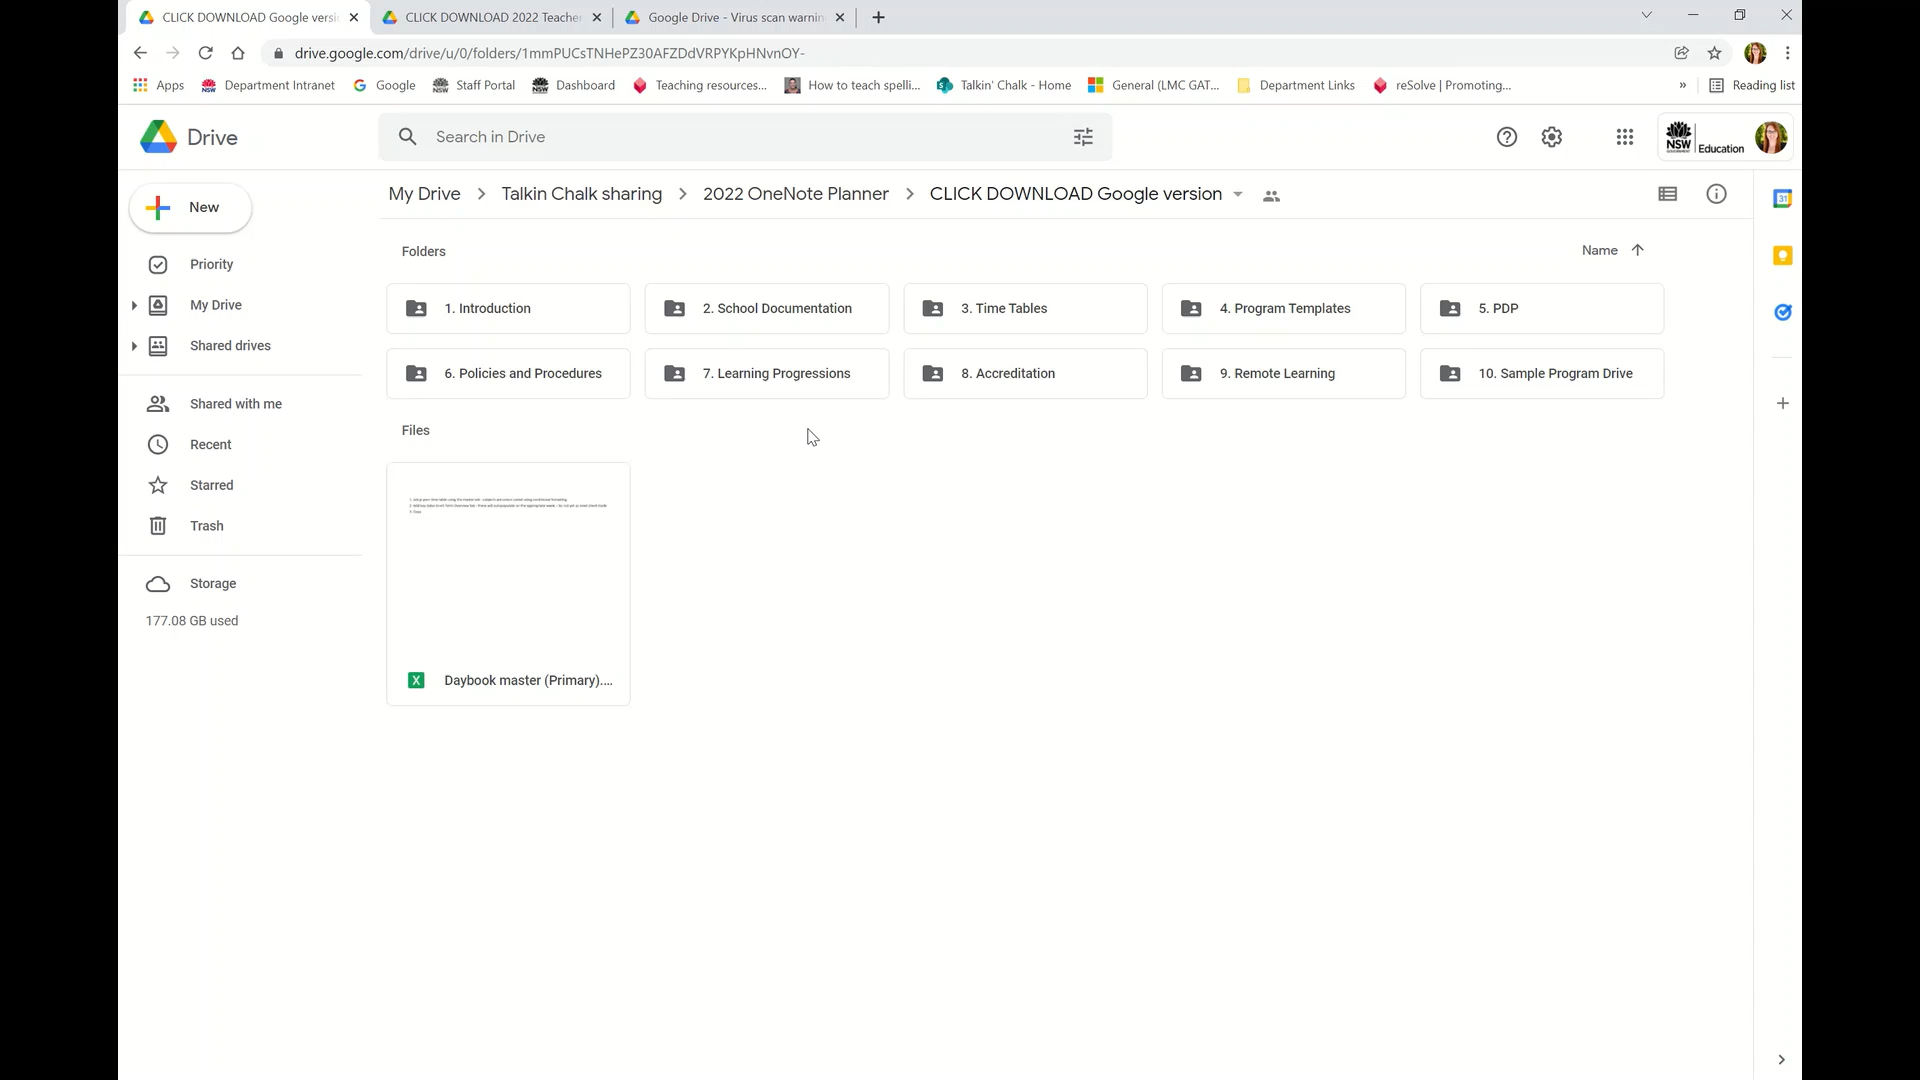 CLICK DOWNLOAD Google versi
CLICK DOWNLOAD 2022 Teache
Google Drive - Virus scan warnin
drive.google.com/drive/u/0/folders/1mmPUCsTNHePZ30AFZDdVRPYKpHNvnOY-
Apps
Department Intranet
Google
Staff Portal
Dashboard
Teaching resources...
How to teach spelli...
Talkin' Chalk - Home
General (LMC GAT...
Department Links
reSolve | Promoting...
»
Reading list
Drive
Search in Drive
NSW
GOVERNMENT
Education
New
My Drive > Talkin Chalk sharing > 2022 OneNote Planner > CLICK DOWNLOAD Google version
31
Folders
Name
Priority
My Drive
Shared drives
Shared with me
Recent
Starred
Trash
Storage
177.08 GB used
1. Introduction
2. School Documentation
3. Time Tables
4. Program Templates
5. PDP
6. Policies and Procedures
7. Learning Progressions
8. Accreditation
9. Remote Learning
10. Sample Program Drive
Files
X
Daybook master (Primary)....